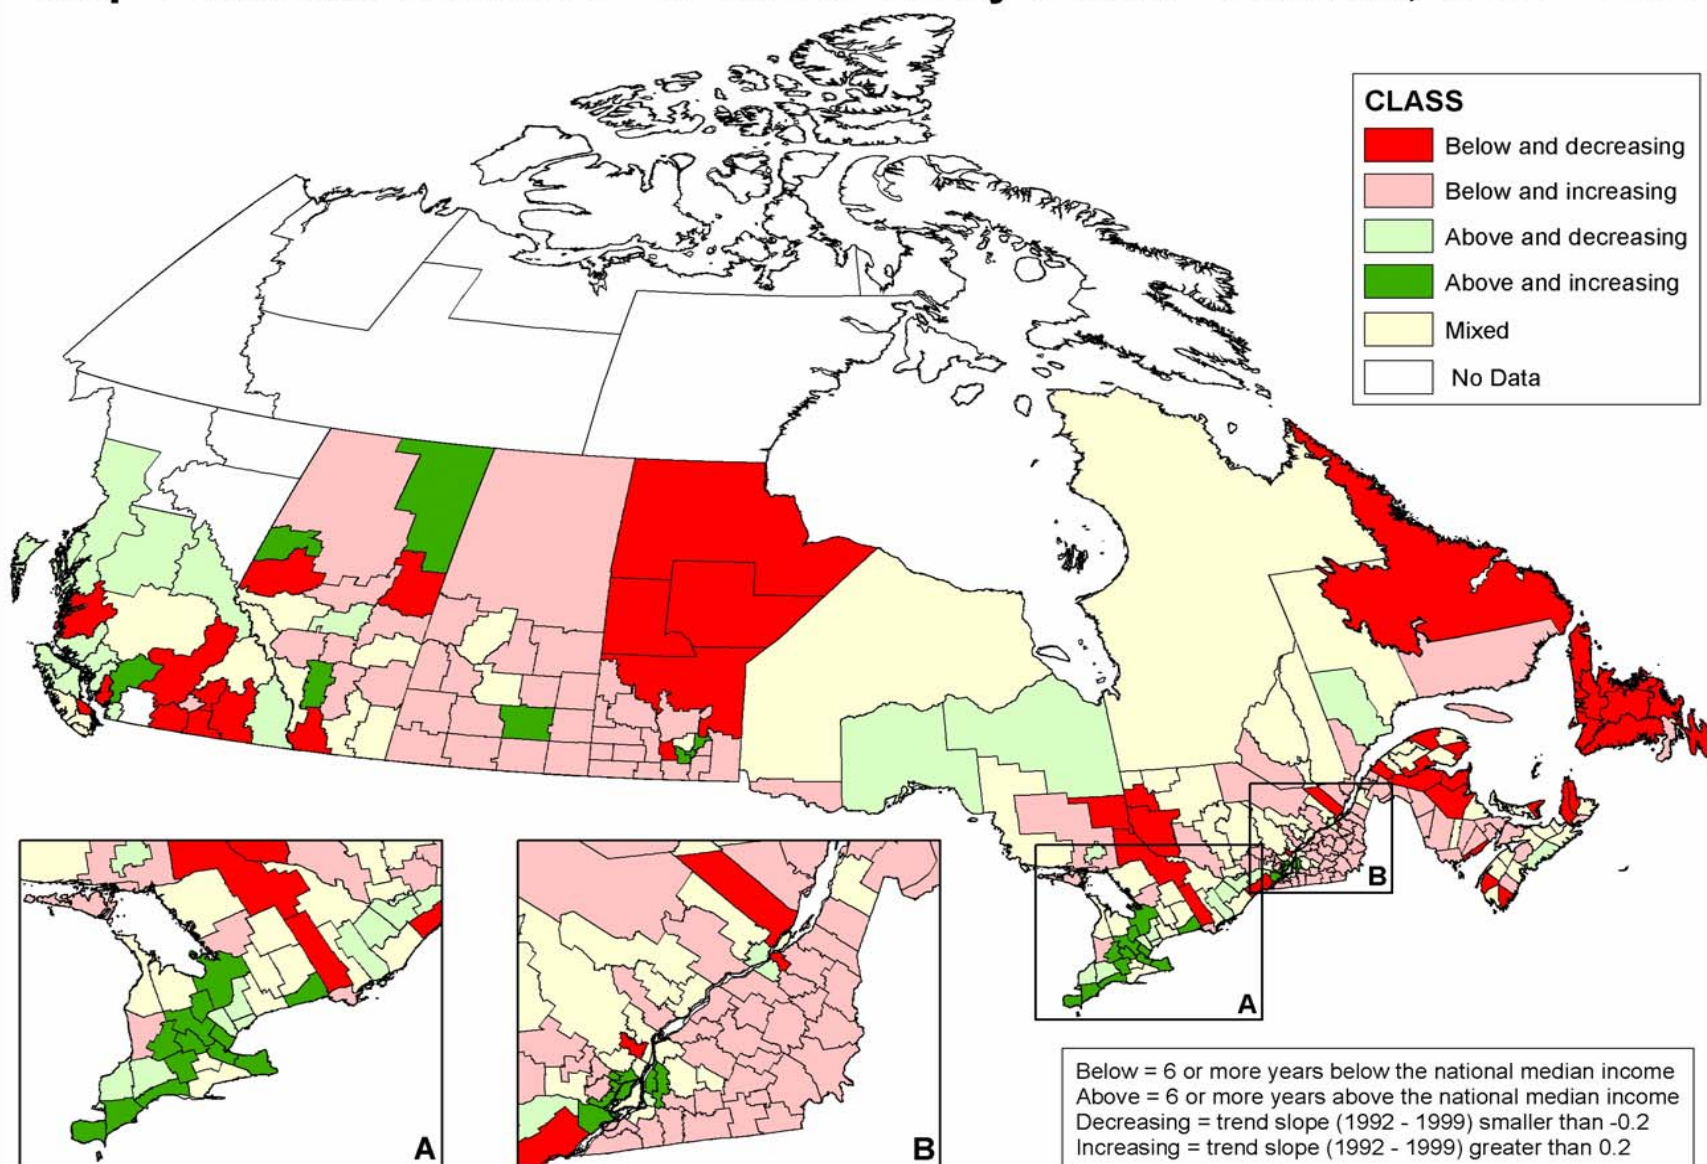 CLASS
Below and decreasing
Below and increasing
Above and decreasing
Above and increasing
Mixed
No Data
B
A
A
B
Below = 6 or more years below the national median income
Above = 6 or more years above the national median income
Decreasing = trend slope (1992 - 1999) smaller than -0.2
Increasing = trend slope (1992 - 1999) greater than 0.2